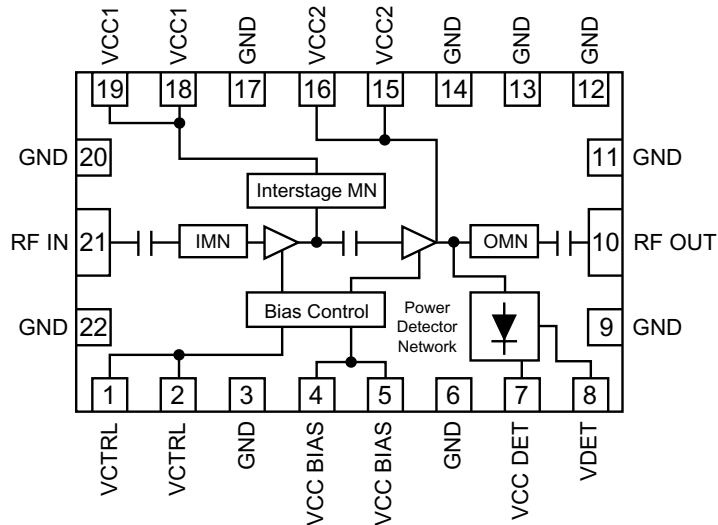 VCC1
VCC1
GND
VCC2
VCC2
GND
GND
GND
19
18
17
16
15
14
13
12
GND 20
11 GND
Interstage MN
RF IN 21
IMN
OMN
10 RF OUT
Bias Control
Power
Detector
Network
GND 22
9 GND
1
2
3
4
5
6
7
8
VCTRL
VCTRL
GND
VCC BIAS
VCC BIAS
GND
VCC DET
VDET